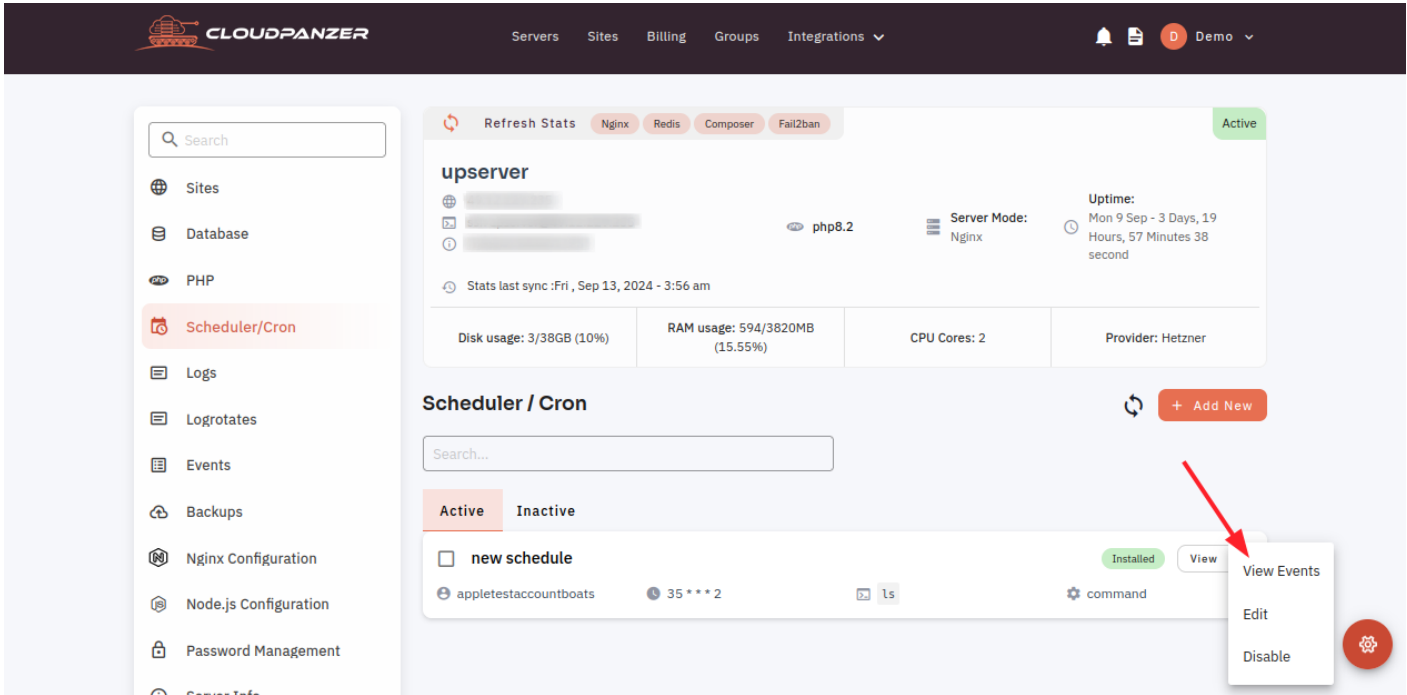 CLOUDPANZER
Servers Sites Billing Groups Integrations
D Demo
Search
Sites
Database
php PHP
Scheduler/Cron
Logs
Logrotates
Events
Backups
Nginx Configuration
Node.js Configuration
Password Management
Server Info
Refresh Stats Nginx Redis Composer Fail2ban Active
upserver
php php8.2
Server Mode:
Nginx
Uptime:
Mon 9 Sep - 3 Days, 19
Hours, 57 Minutes 38
second
Stats last sync :Fri , Sep 13, 2024 - 3:56 am
Disk usage: 3/38GB (10%)
RAM usage: 594/3820MB
(15.55%)
CPU Cores: 2
Provider: Hetzner
Scheduler / Cron
+ Add New
Search...
Active Inactive
new schedule Installed View
appletestaccountboats 35 * * * 2 ls command
View Events
Edit
Disable